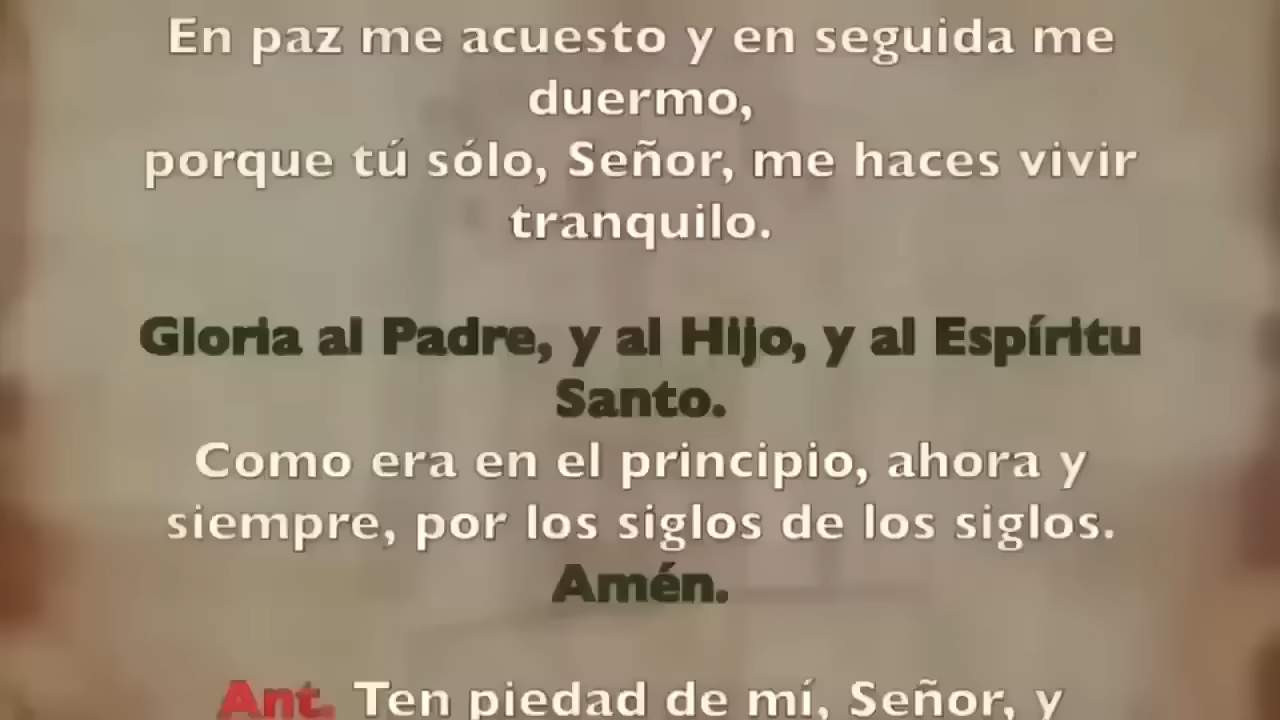 En paz me acuesto y en seguida me
duermo,
porque tú sólo, Señor, me haces vivir
tranquilo.
Gloria al Padre, y al Hijo, y al Espíritu
Santo.
Como era en el principio, ahora y
siempre, por los siglos de los siglos.
Amén.
Ant. Ten piedad de mí, Señor, y